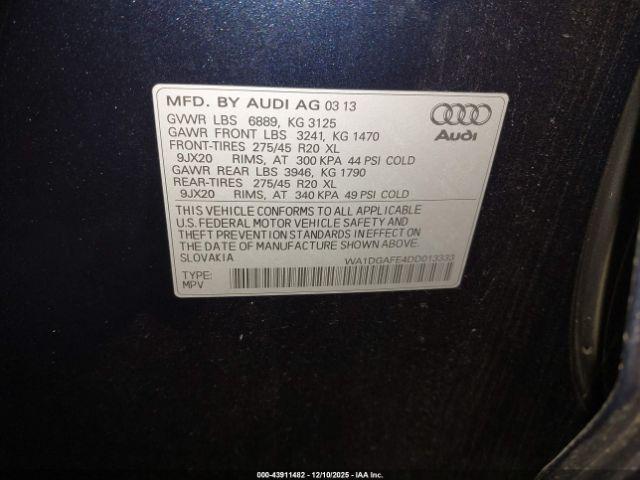 MFD. BY AUDI AG 03 13
GVWR LBS 6889, KG 3125
GAWR FRONT LBS 3241, KG 1470
FRONT-TIRES 275/45 R20 XL
9JX20 RIMS, AT 300 KPA 44 PSI COLD
GAWR REAR LBS 3946, KG 1790
REAR-TIRES 275/45 R20 XL
9JX20 RIMS, AT 340 KPA 49 PSI COLD
Audi
THIS VEHICLE CONFORMS TO ALL APPLICABLE
U.S. FEDERAL MOTOR VEHICLE SAFETY AND
THEFT PREVENTION STANDARDS IN EFFECT ON
THE DATE OF MANUFACTURE SHOWN ABOVE.
SLOVAKIA
WA1DGAFE4DD013333
TYPE:
MPV
000-43911482 - 12/10/2025 - IAA Inc.